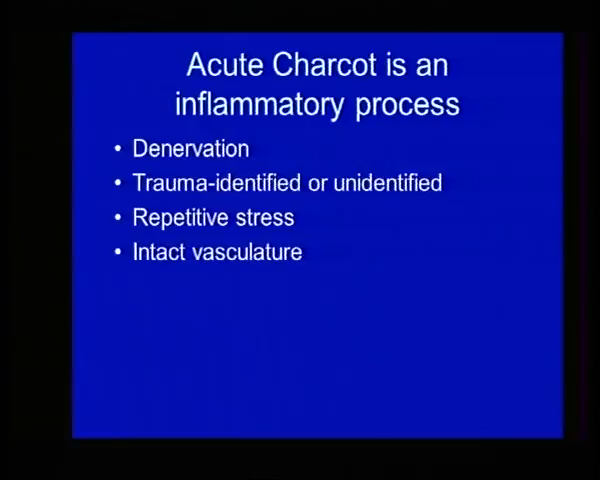 Acute Charcot is an
inflammatory process
• Denervation
• Trauma-identified or unidentified
• Repetitive stress
• Intact vasculature